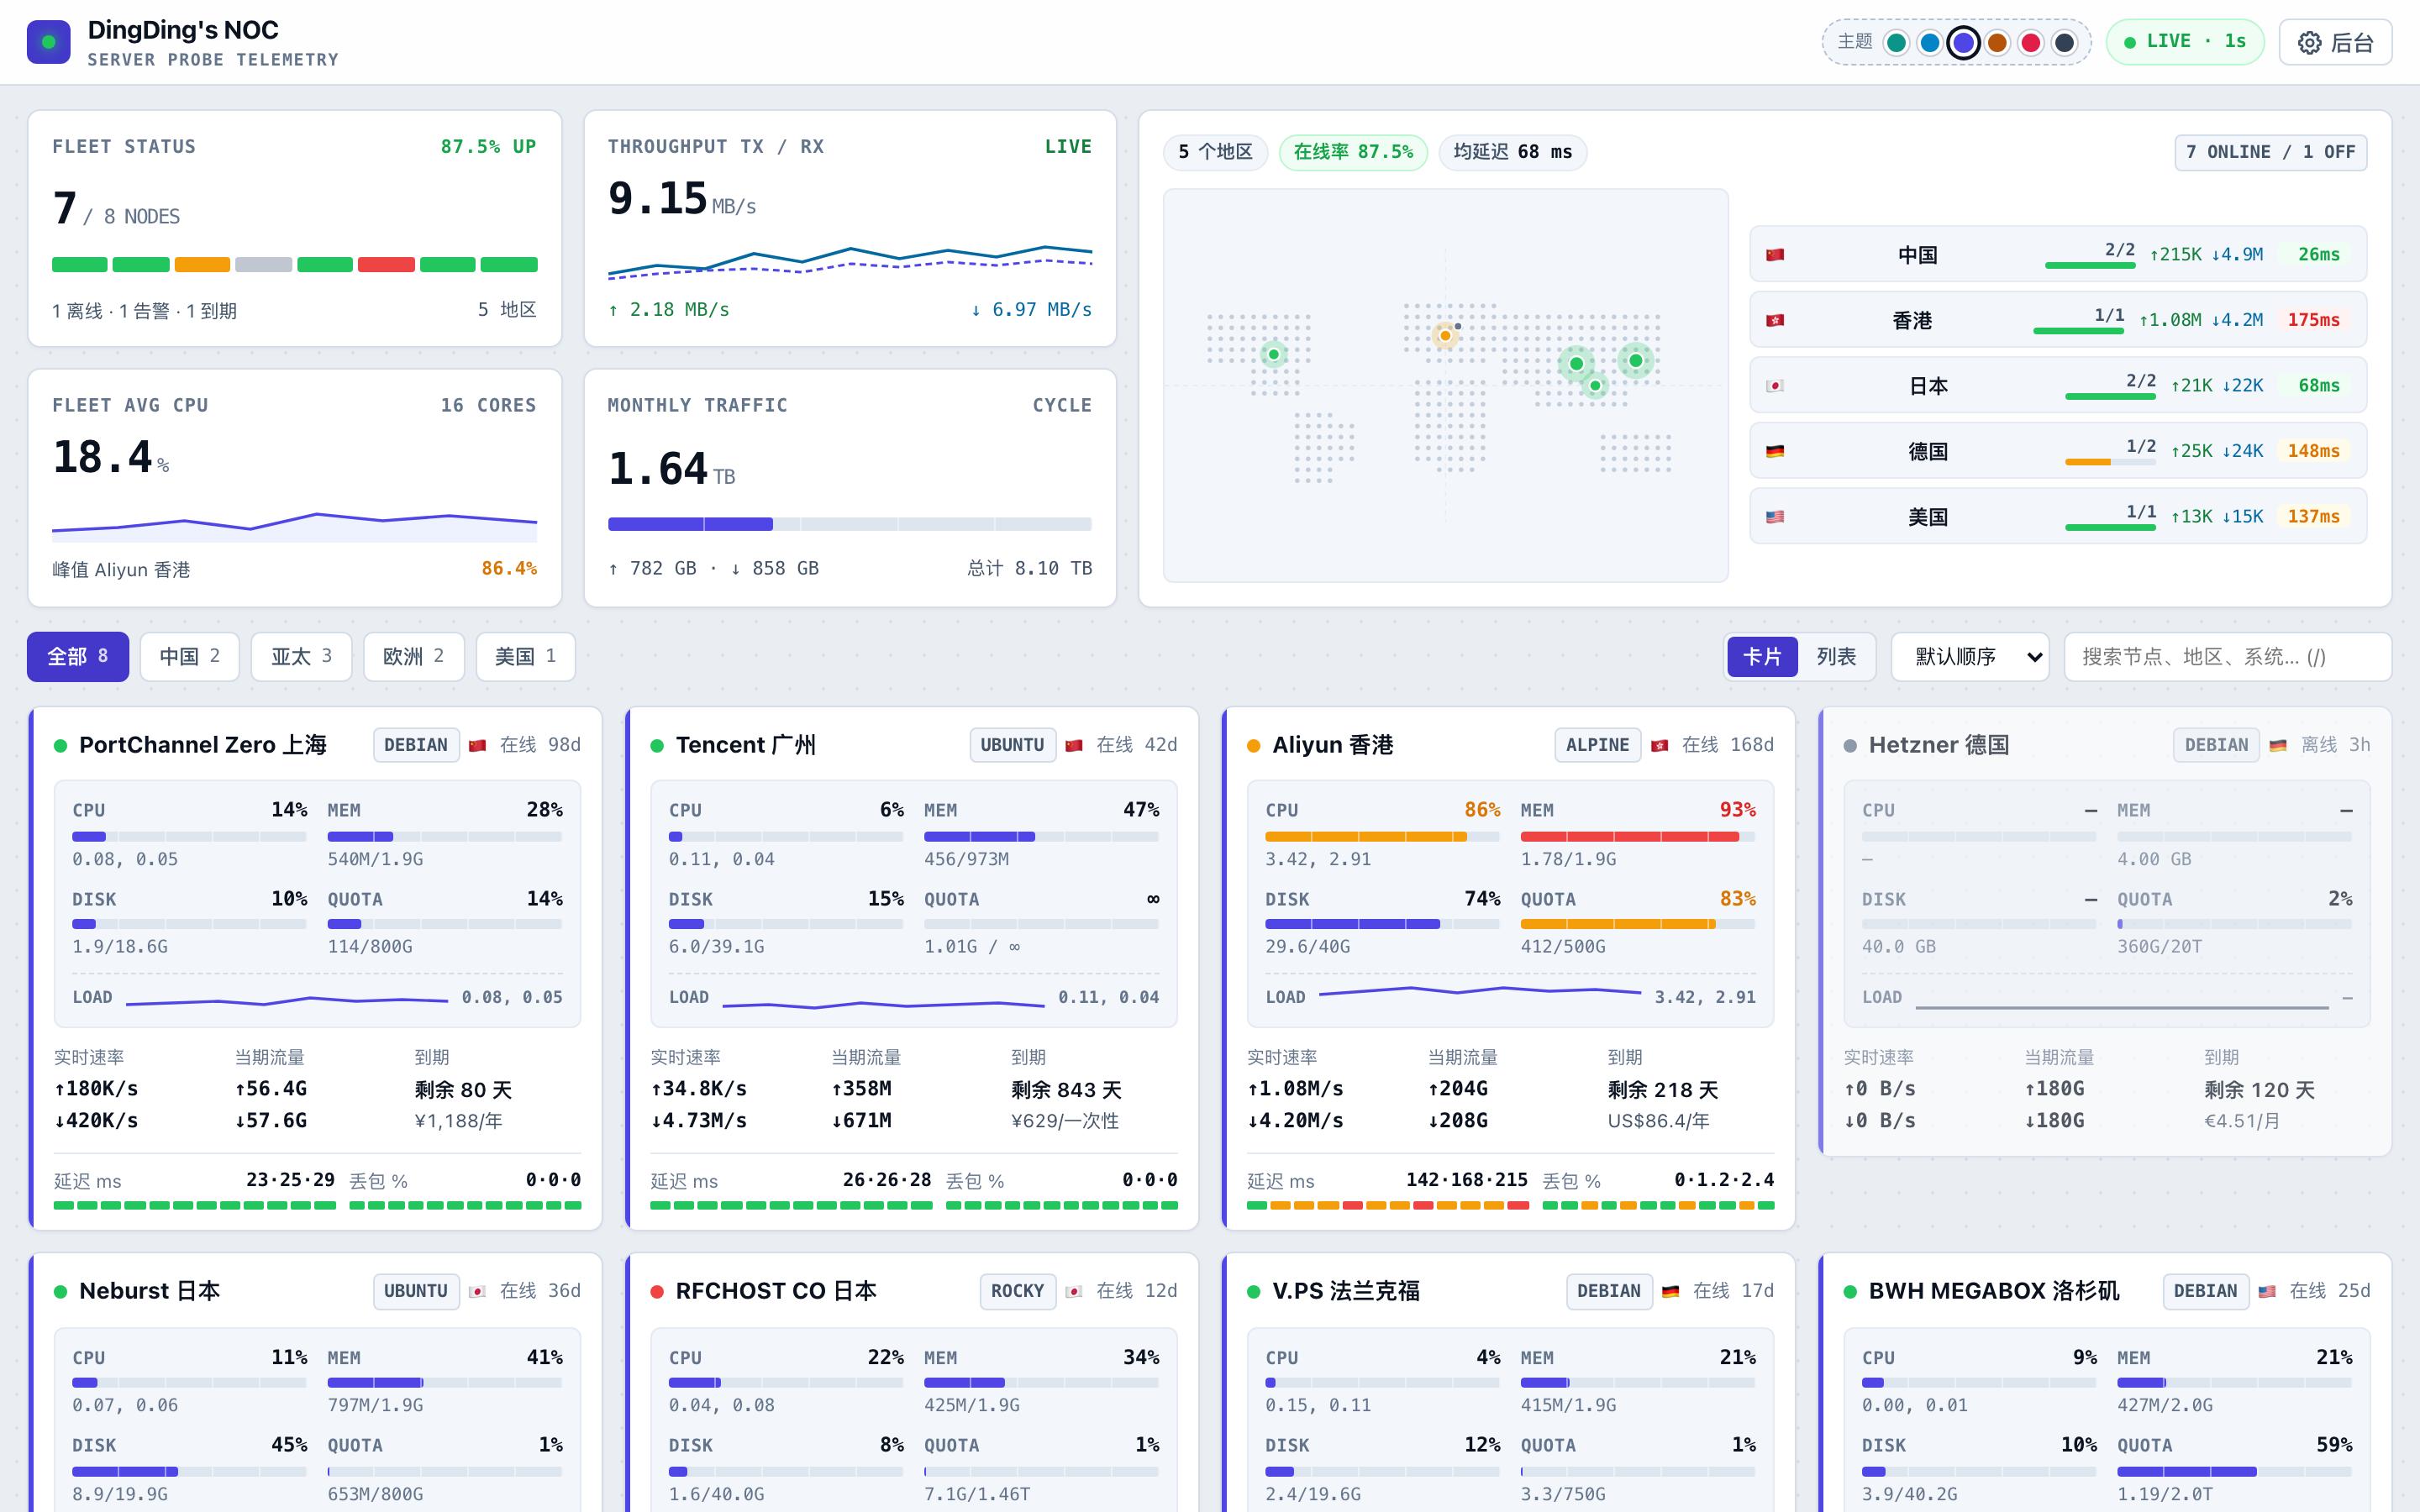 DingDing's NOC
SERVER PROBE TELEMETRY
主题
LIVE · 1s
后台
FLEET STATUS 87.5% UP
7 / 8 NODES
1 离线 · 1 告警 · 1 到期 5 地区
THROUGHPUT TX / RX LIVE
9.15 MB/s
↑ 2.18 MB/s ↓ 6.97 MB/s
FLEET AVG CPU 16 CORES
18.4 %
峰值 Aliyun 香港 86.4%
MONTHLY TRAFFIC CYCLE
1.64 TB
↑ 782 GB · ↓ 858 GB 总计 8.10 TB
5 个地区 在线率 87.5% 均延迟 68 ms 7 ONLINE / 1 OFF
中国 2/2 ↑215K ↓4.9M 26ms
香港 1/1 ↑1.08M ↓4.2M 175ms
日本 2/2 ↑21K ↓22K 68ms
德国 1/2 ↑25K ↓24K 148ms
美国 1/1 ↑13K ↓15K 137ms
全部 8 中国 2 亚太 3 欧洲 2 美国 1
卡片 列表 默认顺序 搜索节点、地区、系统… (/)
PortChannel Zero 上海 DEBIAN 在线 98d
CPU 14% MEM 28%
0.08, 0.05 540M/1.9G
DISK 10% QUOTA 14%
1.9/18.6G 114/800G
LOAD 0.08, 0.05
实时速率 当期流量 到期
↑180K/s ↑56.4G 剩余 80 天
↓420K/s ↓57.6G ¥1,188/年
延迟 ms 23·25·29 丢包 % 0·0·0
Tencent 广州 UBUNTU 在线 42d
CPU 6% MEM 47%
0.11, 0.04 456/973M
DISK 15% QUOTA ∞
6.0/39.1G 1.01G / ∞
LOAD 0.11, 0.04
实时速率 当期流量 到期
↑34.8K/s ↑358M 剩余 843 天
↓4.73M/s ↓671M ¥629/一次性
延迟 ms 26·26·28 丢包 % 0·0·0
Aliyun 香港 ALPINE 在线 168d
CPU 86% MEM 93%
3.42, 2.91 1.78/1.9G
DISK 74% QUOTA 83%
29.6/40G 412/500G
LOAD 3.42, 2.91
实时速率 当期流量 到期
↑1.08M/s ↑204G 剩余 218 天
↓4.20M/s ↓208G US$86.4/年
延迟 ms 142·168·215 丢包 % 0·1.2·2.4
Hetzner 德国 DEBIAN 离线 3h
CPU — MEM —
— 4.00 GB
DISK — QUOTA 2%
40.0 GB 360G/20T
LOAD —
实时速率 当期流量 到期
↑0 B/s ↑180G 剩余 120 天
↓0 B/s ↓180G €4.51/月
Neburst 日本 UBUNTU 在线 36d
CPU 11% MEM 41%
0.07, 0.06 797M/1.9G
DISK 45% QUOTA 1%
8.9/19.9G 653M/800G
RFCHOST CO 日本 ROCKY 在线 12d
CPU 22% MEM 34%
0.04, 0.08 425M/1.9G
DISK 8% QUOTA 1%
1.6/40.0G 7.1G/1.46T
V.PS 法兰克福 DEBIAN 在线 17d
CPU 4% MEM 21%
0.15, 0.11 415M/1.9G
DISK 12% QUOTA 1%
2.4/19.6G 3.3/750G
BWH MEGABOX 洛杉矶 DEBIAN 在线 25d
CPU 9% MEM 21%
0.00, 0.01 427M/2.0G
DISK 10% QUOTA 59%
3.9/40.2G 1.19/2.0T